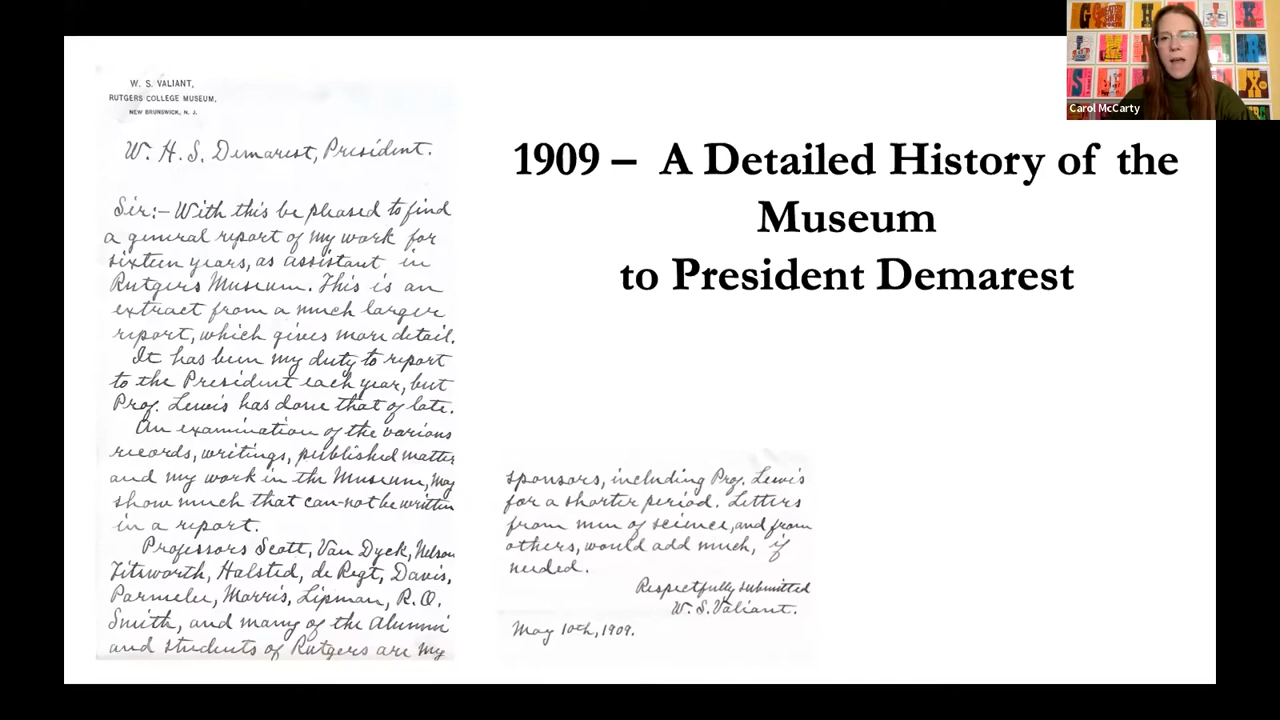 W. S. VALIANT,
RUTGERS COLLEGE MUSEUM,
NEW BRUNSWICK, N. J.
W. H. S. Demarest, President.
Sir:- With this be pleased to find
a general report of my work for
sixteen years, as assistant in
Rutgers Museum. This is an
extract from a much larger
report, which gives more detail.
It has been my duty to report
to the President each year, but
Prof. Lewis has done that of late.
An examination of the various
records, writings, published matter
and my work in the Museum, may
show much that can-not be written
in a report.
Professors Scott, Van Dyck, Nelson
Titsworth, Halsted, de Regt, Davis,
Parmelee, Morris, Lipman, R.O.
Smith, and many of the Alumni
and students of Rutgers are my
sponsors, including Prof. Lewis
for a shorter period. Letters
from men of science, and from
others, would add much, if
needed.
Respectfully submitted
W. S. Valiant.
May 10th, 1909.
1909 – A Detailed History of the
Museum
to President Demarest
Carol McCarty